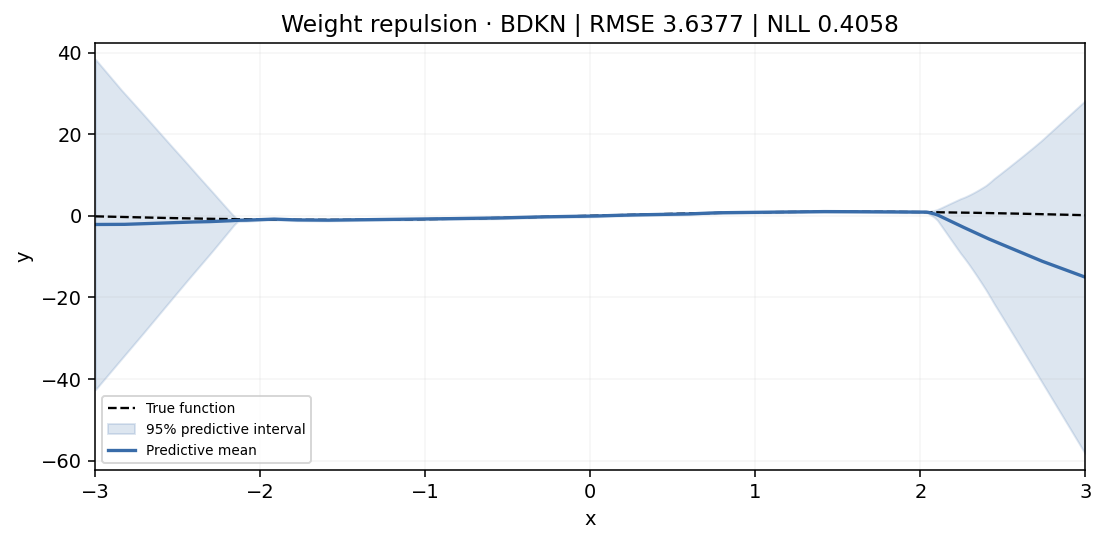 Weight repulsion · BDKN | RMSE 3.6377 | NLL 0.4058
40
20
0
−20
−40
−60
y
True function
95% predictive interval
Predictive mean
−3
−2
−1
0
1
2
3
x